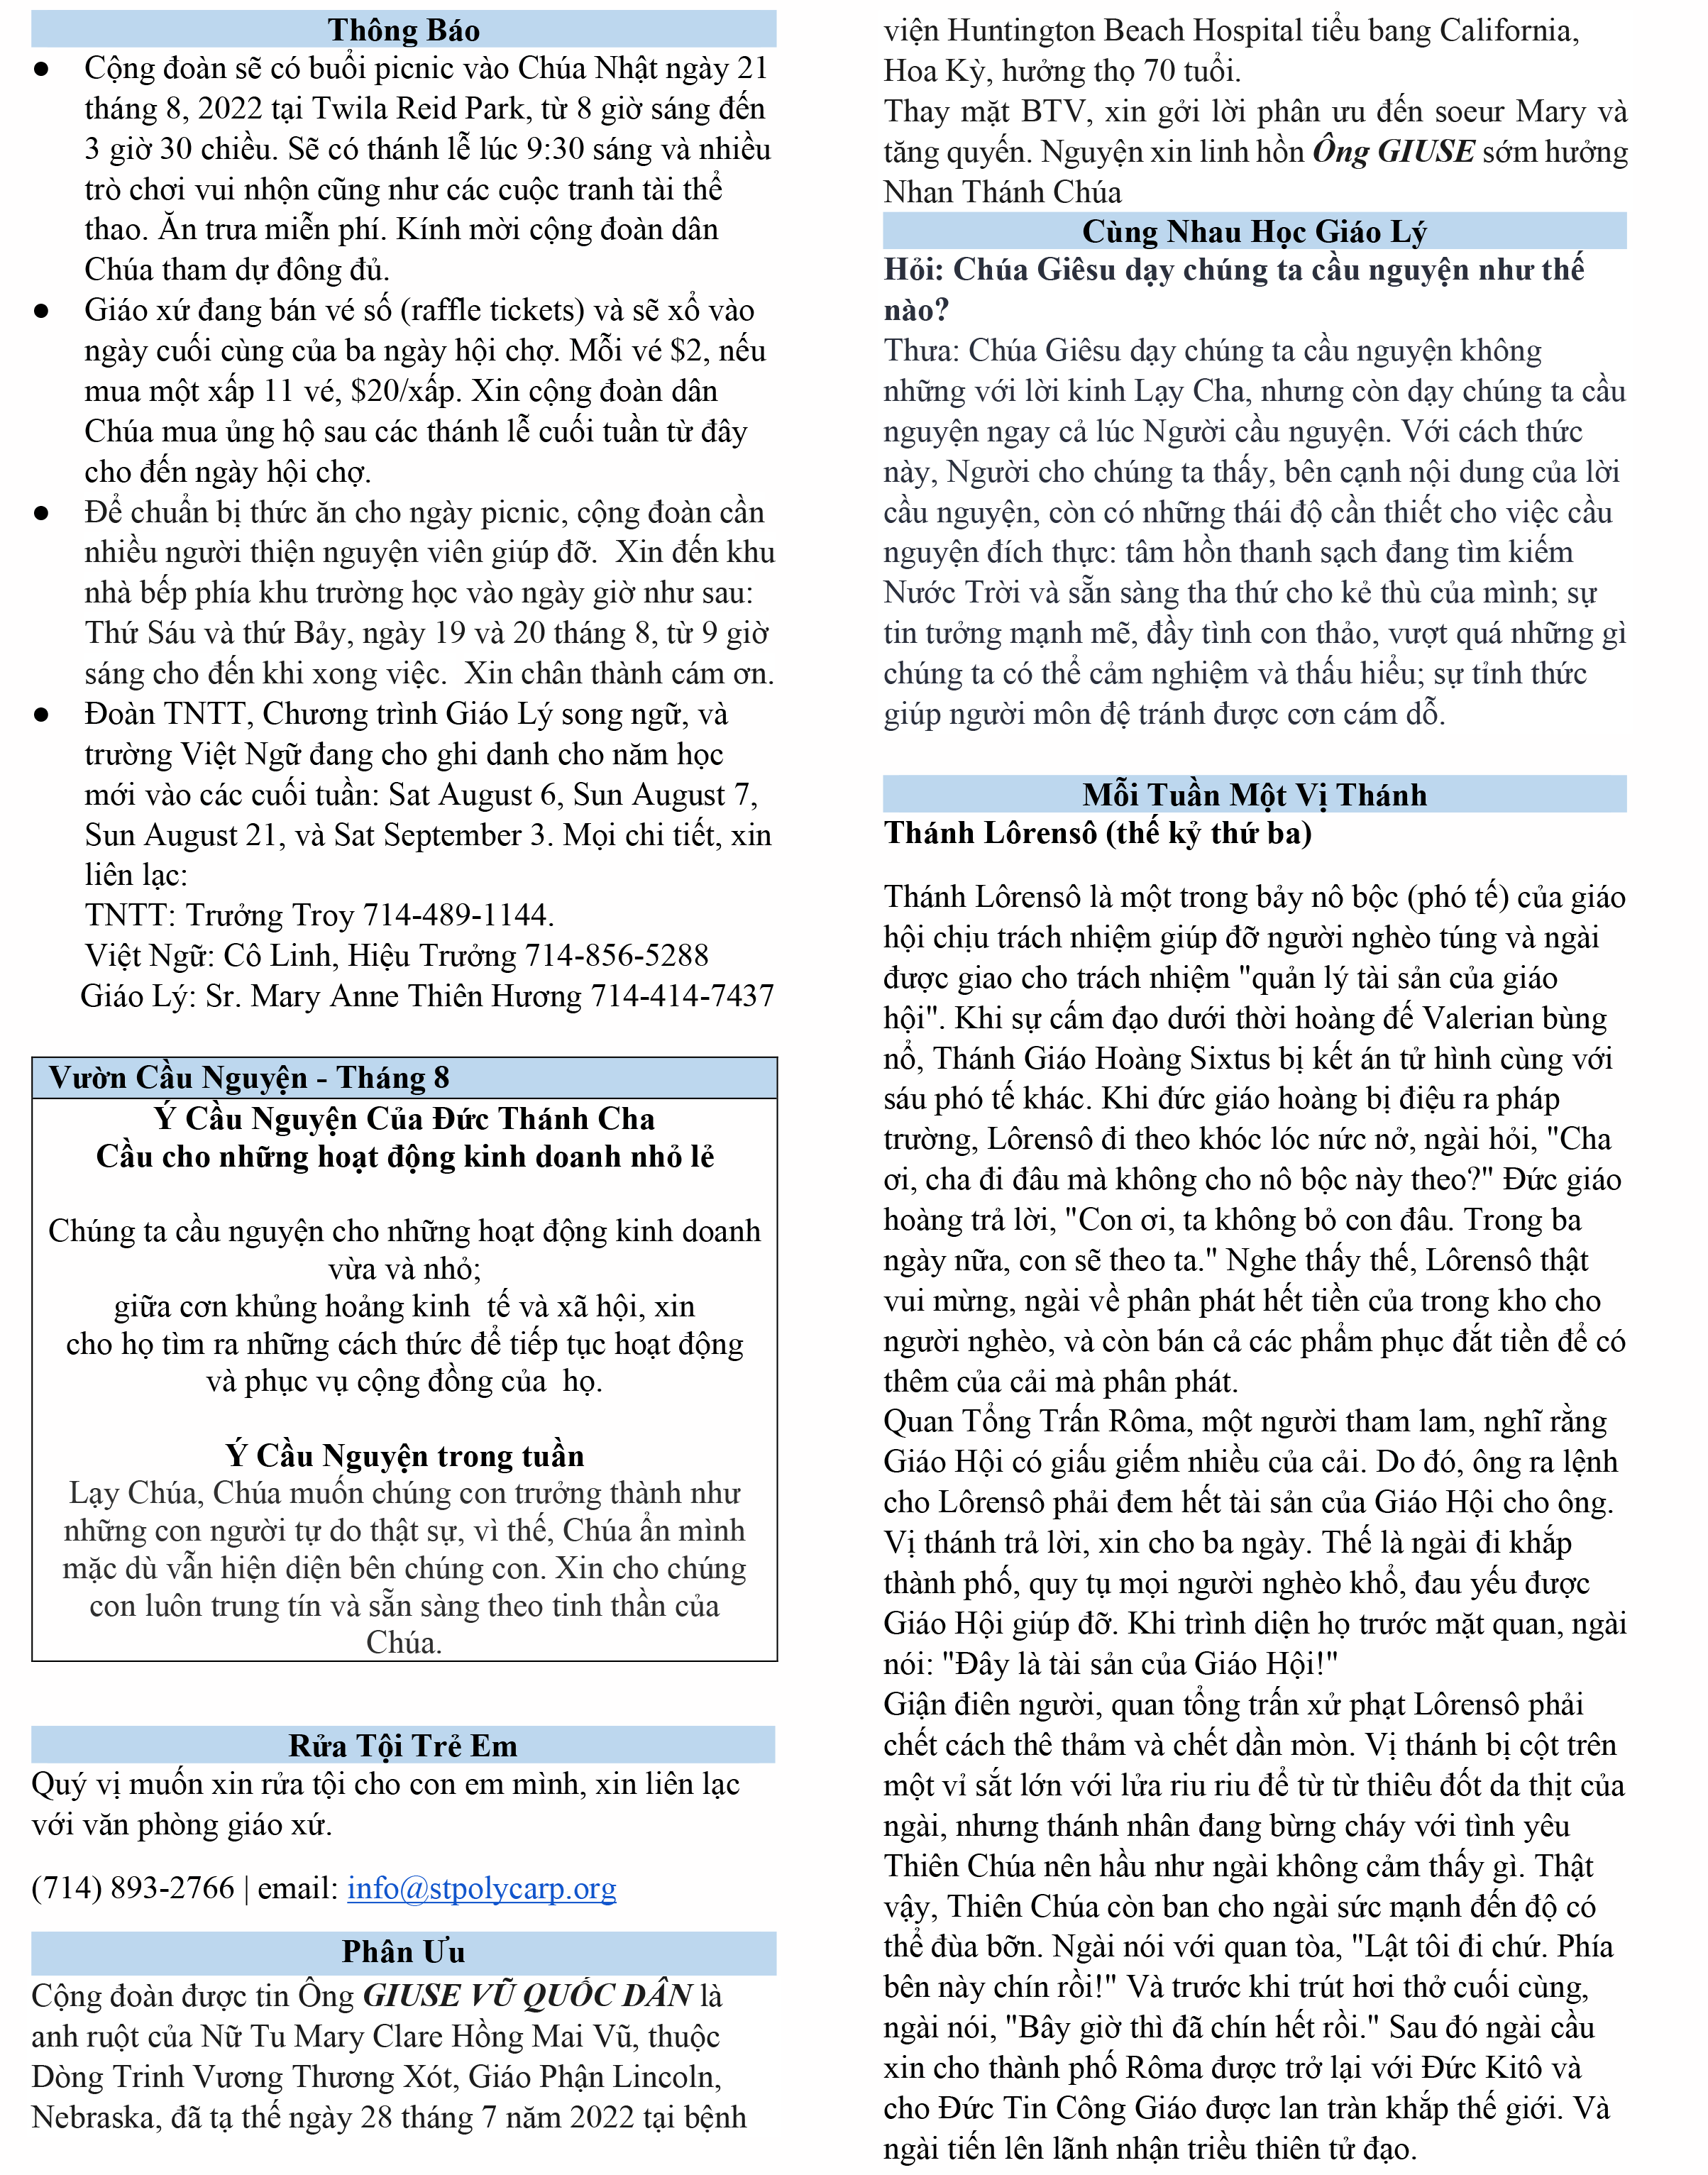 Thông Báo
● Cộng đoàn sẽ có buổi picnic vào Chúa Nhật ngày 21
tháng 8, 2022 tại Twila Reid Park, từ 8 giờ sáng đến
3 giờ 30 chiều. Sẽ có thánh lễ lúc 9:30 sáng và nhiều
trò chơi vui nhộn cũng như các cuộc tranh tài thể
thao. Ăn trưa miễn phí. Kính mời cộng đoàn dân
Chúa tham dự đông đủ.
● Giáo xứ đang bán vé số (raffle tickets) và sẽ xổ vào
ngày cuối cùng của ba ngày hội chợ. Mỗi vé $2, nếu
mua một xấp 11 vé, $20/xấp. Xin cộng đoàn dân
Chúa mua ủng hộ sau các thánh lễ cuối tuần từ đây
cho đến ngày hội chợ.
● Để chuẩn bị thức ăn cho ngày picnic, cộng đoàn cần
nhiều người thiện nguyện viên giúp đỡ.  Xin đến khu
nhà bếp phía khu trường học vào ngày giờ như sau:
Thứ Sáu và thứ Bảy, ngày 19 và 20 tháng 8, từ 9 giờ
sáng cho đến khi xong việc.  Xin chân thành cám ơn.
● Đoàn TNTT, Chương trình Giáo Lý song ngữ, và
trường Việt Ngữ đang cho ghi danh cho năm học
mới vào các cuối tuần: Sat August 6, Sun August 7,
Sun August 21, và Sat September 3. Mọi chi tiết, xin
liên lạc:
TNTT: Trưởng Troy 714-489-1144.
Việt Ngữ: Cô Linh, Hiệu Trưởng 714-856-5288
Giáo Lý: Sr. Mary Anne Thiên Hương 714-414-7437
Vườn Cầu Nguyện - Tháng 8
Ý Cầu Nguyện Của Đức Thánh Cha
Cầu cho những hoạt động kinh doanh nhỏ lẻ
Chúng ta cầu nguyện cho những hoạt động kinh doanh
vừa và nhỏ;
giữa cơn khủng hoảng kinh  tế và xã hội, xin
cho họ tìm ra những cách thức để tiếp tục hoạt động
và phục vụ cộng đồng của  họ.
Ý Cầu Nguyện trong tuần
Lạy Chúa, Chúa muốn chúng con trưởng thành như
những con người tự do thật sự, vì thế, Chúa ẩn mình
mặc dù vẫn hiện diện bên chúng con. Xin cho chúng
con luôn trung tín và sẵn sàng theo tinh thần của
Chúa.
Rửa Tội Trẻ Em
Quý vị muốn xin rửa tội cho con em mình, xin liên lạc
với văn phòng giáo xứ.
(714) 893-2766 | email: info@stpolycarp.org
Phân Ưu
Cộng đoàn được tin Ông GIUSE VŨ QUỐC DÂN là
anh ruột của Nữ Tu Mary Clare Hồng Mai Vũ, thuộc
Dòng Trinh Vương Thương Xót, Giáo Phận Lincoln,
Nebraska, đã tạ thế ngày 28 tháng 7 năm 2022 tại bệnh
viện Huntington Beach Hospital tiểu bang California,
Hoa Kỳ, hưởng thọ 70 tuổi.
Thay mặt BTV, xin gởi lời phân ưu đến soeur Mary và
tăng quyến. Nguyện xin linh hồn Ông GIUSE sớm hưởng
Nhan Thánh Chúa
Cùng Nhau Học Giáo Lý
Hỏi: Chúa Giêsu dạy chúng ta cầu nguyện như thế
nào?
Thưa: Chúa Giêsu dạy chúng ta cầu nguyện không
những với lời kinh Lạy Cha, nhưng còn dạy chúng ta cầu
nguyện ngay cả lúc Người cầu nguyện. Với cách thức
này, Người cho chúng ta thấy, bên cạnh nội dung của lời
cầu nguyện, còn có những thái độ cần thiết cho việc cầu
nguyện đích thực: tâm hồn thanh sạch đang tìm kiếm
Nước Trời và sẵn sàng tha thứ cho kẻ thù của mình; sự
tin tưởng mạnh mẽ, đầy tình con thảo, vượt quá những gì
chúng ta có thể cảm nghiệm và thấu hiểu; sự tỉnh thức
giúp người môn đệ tránh được cơn cám dỗ.
Mỗi Tuần Một Vị Thánh
Thánh Lôrensô (thế kỷ thứ ba)
Thánh Lôrensô là một trong bảy nô bộc (phó tế) của giáo
hội chịu trách nhiệm giúp đỡ người nghèo túng và ngài
được giao cho trách nhiệm "quản lý tài sản của giáo
hội". Khi sự cấm đạo dưới thời hoàng đế Valerian bùng
nổ, Thánh Giáo Hoàng Sixtus bị kết án tử hình cùng với
sáu phó tế khác. Khi đức giáo hoàng bị điệu ra pháp
trường, Lôrensô đi theo khóc lóc nức nở, ngài hỏi, "Cha
ơi, cha đi đâu mà không cho nô bộc này theo?" Đức giáo
hoàng trả lời, "Con ơi, ta không bỏ con đâu. Trong ba
ngày nữa, con sẽ theo ta." Nghe thấy thế, Lôrensô thật
vui mừng, ngài về phân phát hết tiền của trong kho cho
người nghèo, và còn bán cả các phẩm phục đắt tiền để có
thêm của cải mà phân phát.
Quan Tổng Trấn Rôma, một người tham lam, nghĩ rằng
Giáo Hội có giấu giếm nhiều của cải. Do đó, ông ra lệnh
cho Lôrensô phải đem hết tài sản của Giáo Hội cho ông.
Vị thánh trả lời, xin cho ba ngày. Thế là ngài đi khắp
thành phố, quy tụ mọi người nghèo khổ, đau yếu được
Giáo Hội giúp đỡ. Khi trình diện họ trước mặt quan, ngài
nói: "Đây là tài sản của Giáo Hội!"
Giận điên người, quan tổng trấn xử phạt Lôrensô phải
chết cách thê thảm và chết dần mòn. Vị thánh bị cột trên
một vỉ sắt lớn với lửa riu riu để từ từ thiêu đốt da thịt của
ngài, nhưng thánh nhân đang bừng cháy với tình yêu
Thiên Chúa nên hầu như ngài không cảm thấy gì. Thật
vậy, Thiên Chúa còn ban cho ngài sức mạnh đến độ có
thể đùa bỡn. Ngài nói với quan tòa, "Lật tôi đi chứ. Phía
bên này chín rồi!" Và trước khi trút hơi thở cuối cùng,
ngài nói, "Bây giờ thì đã chín hết rồi." Sau đó ngài cầu
xin cho thành phố Rôma được trở lại với Đức Kitô và
cho Đức Tin Công Giáo được lan tràn khắp thế giới. Và
ngài tiến lên lãnh nhận triều thiên tử đạo.